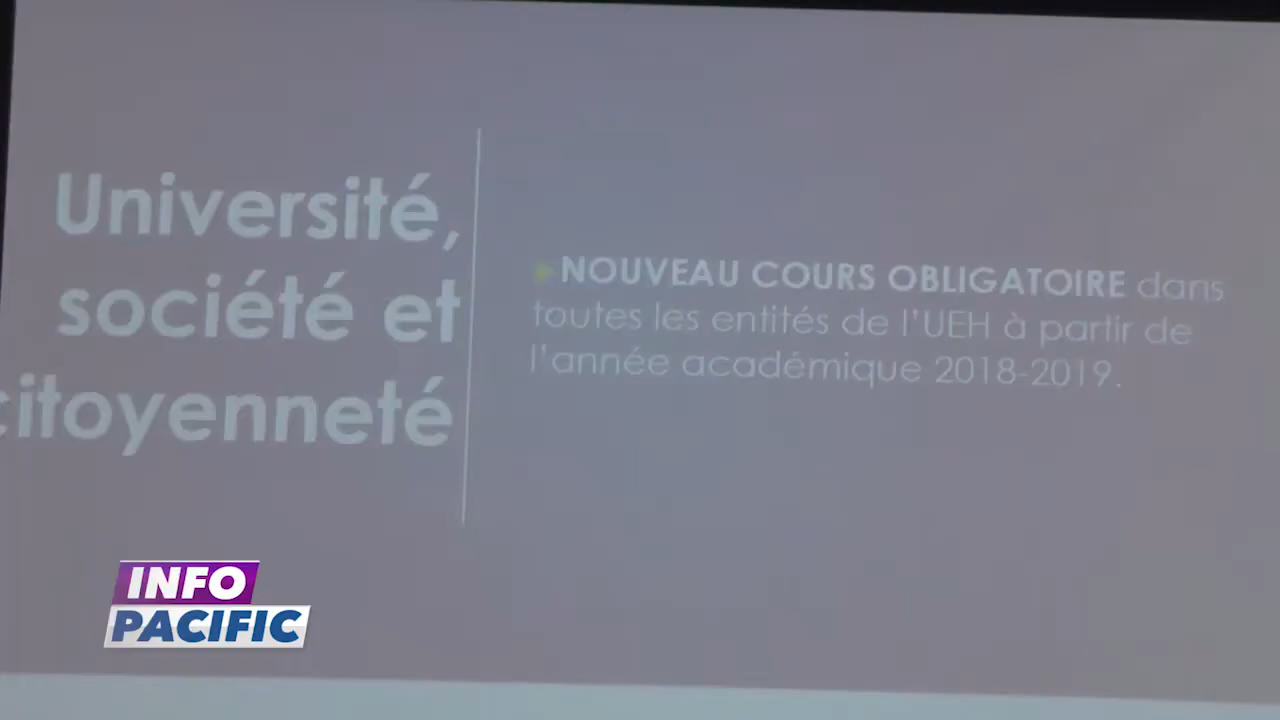 Université,
société et
citoyenneté
NOUVEAU COURS OBLIGATOIRE dans
toutes les entités de l'UEH à partir de
l'année académique 2018-2019.
INFO
PACIFIC